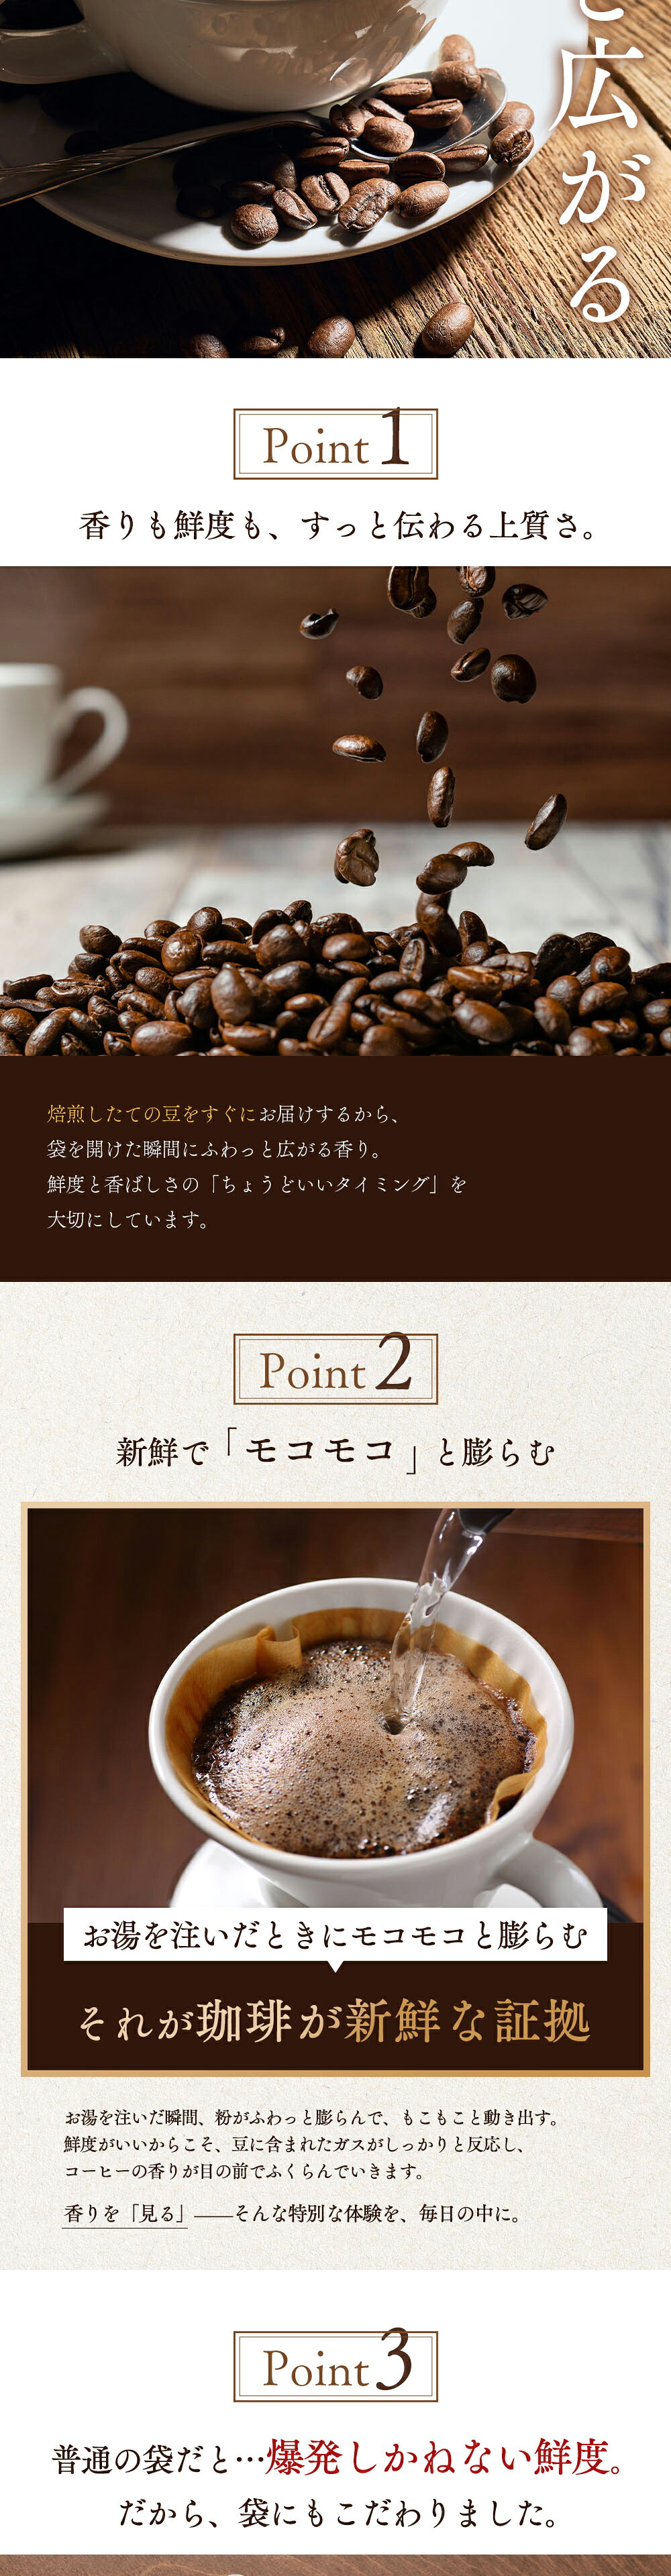 広がる
Point 1
香りも鮮度も、すっと伝わる上質さ。
焙煎したての豆をすぐにお届けするから、
袋を開けた瞬間にふわっと広がる香り。
鮮度と香ばしさの「ちょうどいいタイミング」を
大切にしています。
Point 2
新鮮で「モコモコ」と膨らむ
お湯を注いだときにモコモコと膨らむ
それが珈琲が新鮮な証拠
お湯を注いだ瞬間、粉がふわっと膨らんで、もこもこと動き出す。
鮮度がいいからこそ、豆に含まれたガスがしっかりと反応し、
コーヒーの香りが目の前でふくらんでいきます。
香りを「見る」――そんな特別な体験を、毎日の中に。
Point 3
普通の袋だと…爆発しかねない鮮度。
だから、袋にもこだわりました。